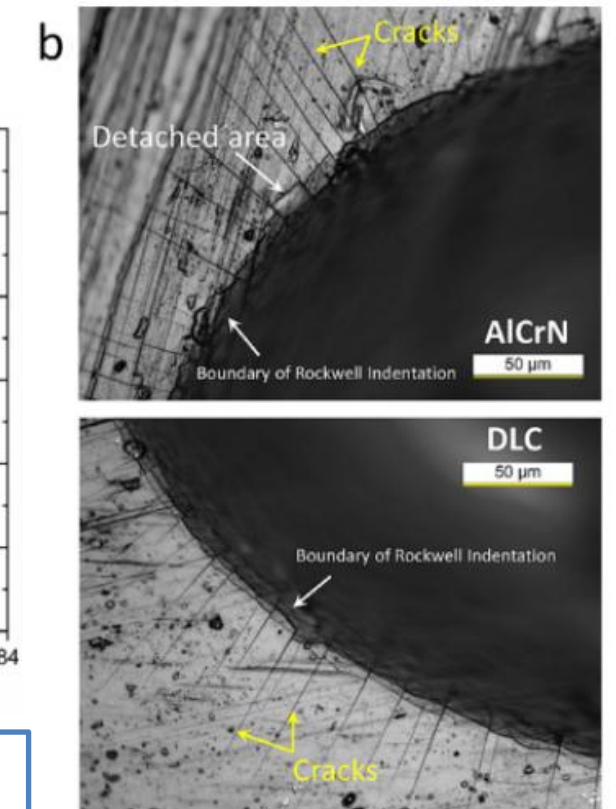 b
Cracks
Detached area
AlCrN
Boundary of Rockwell Indentation
50 µm
DLC
50 µm
Boundary of Rockwell Indentation
84
Cracks